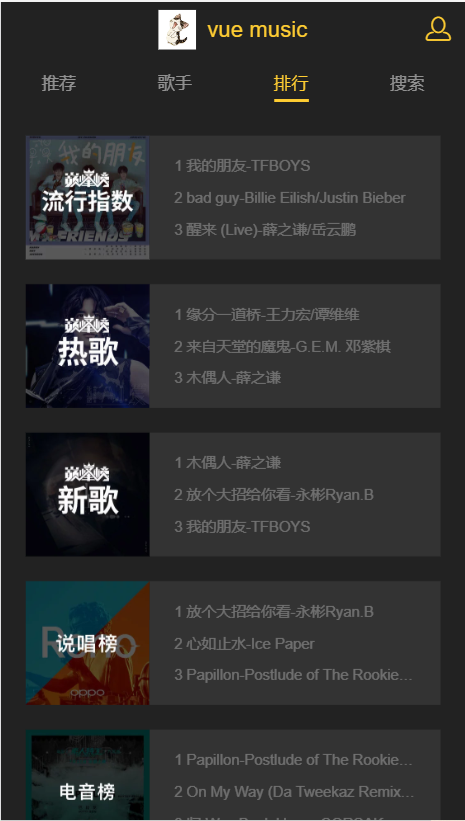 vue music
推荐 歌手 排行 搜索
我的朋友
巅峰榜
流行指数
1 我的朋友-TFBOYS
2 bad guy-Billie Eilish/Justin Bieber
3 醒来 (Live)-薛之谦/岳云鹏
巅峰榜
热歌
1 缘分一道桥-王力宏/谭维维
2 来自天堂的魔鬼-G.E.M. 邓紫棋
3 木偶人-薛之谦
巅峰榜
新歌
1 木偶人-薛之谦
2 放个大招给你看-永彬Ryan.B
3 我的朋友-TFBOYS
说唱榜
oppo
1 放个大招给你看-永彬Ryan.B
2 心如止水-Ice Paper
3 Papillon-Postlude of The Rookie...
电音榜
1 Papillon-Postlude of The Rookie...
2 On My Way (Da Tweekaz Remix...